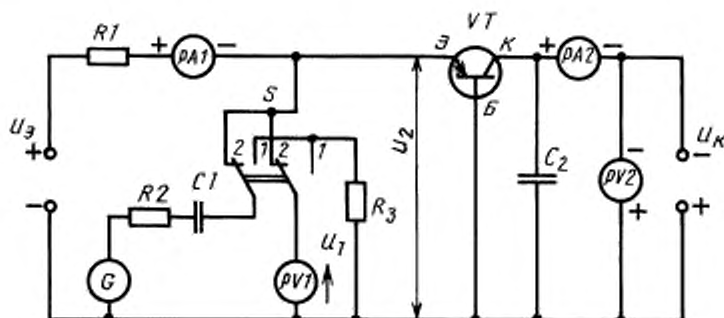 VT
R1
+ PA1 -
Э
К
+ PA2 -
Б
Uэ
+
-
S
2 1 2 1
U2
C2
R2
C1
R3
U1
G
PV1
-
PV2
+
Uк
-
+